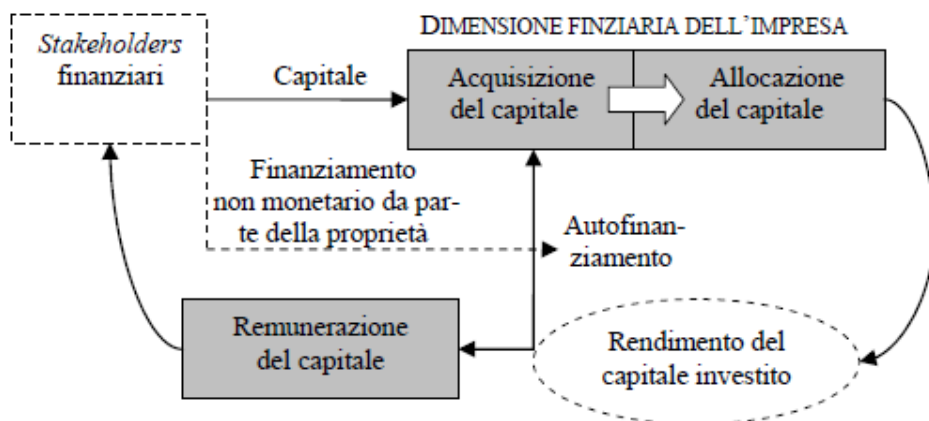 DIMENSIONE FINZIARIA DELL'IMPRESA
Stakeholders
finanziari
Capitale
Acquisizione
del capitale
Allocazione
del capitale
Finanziamento
non monetario da par-
te della proprietà
Autofinan-
ziamento
Remunerazione
del capitale
Rendimento del
capitale investito